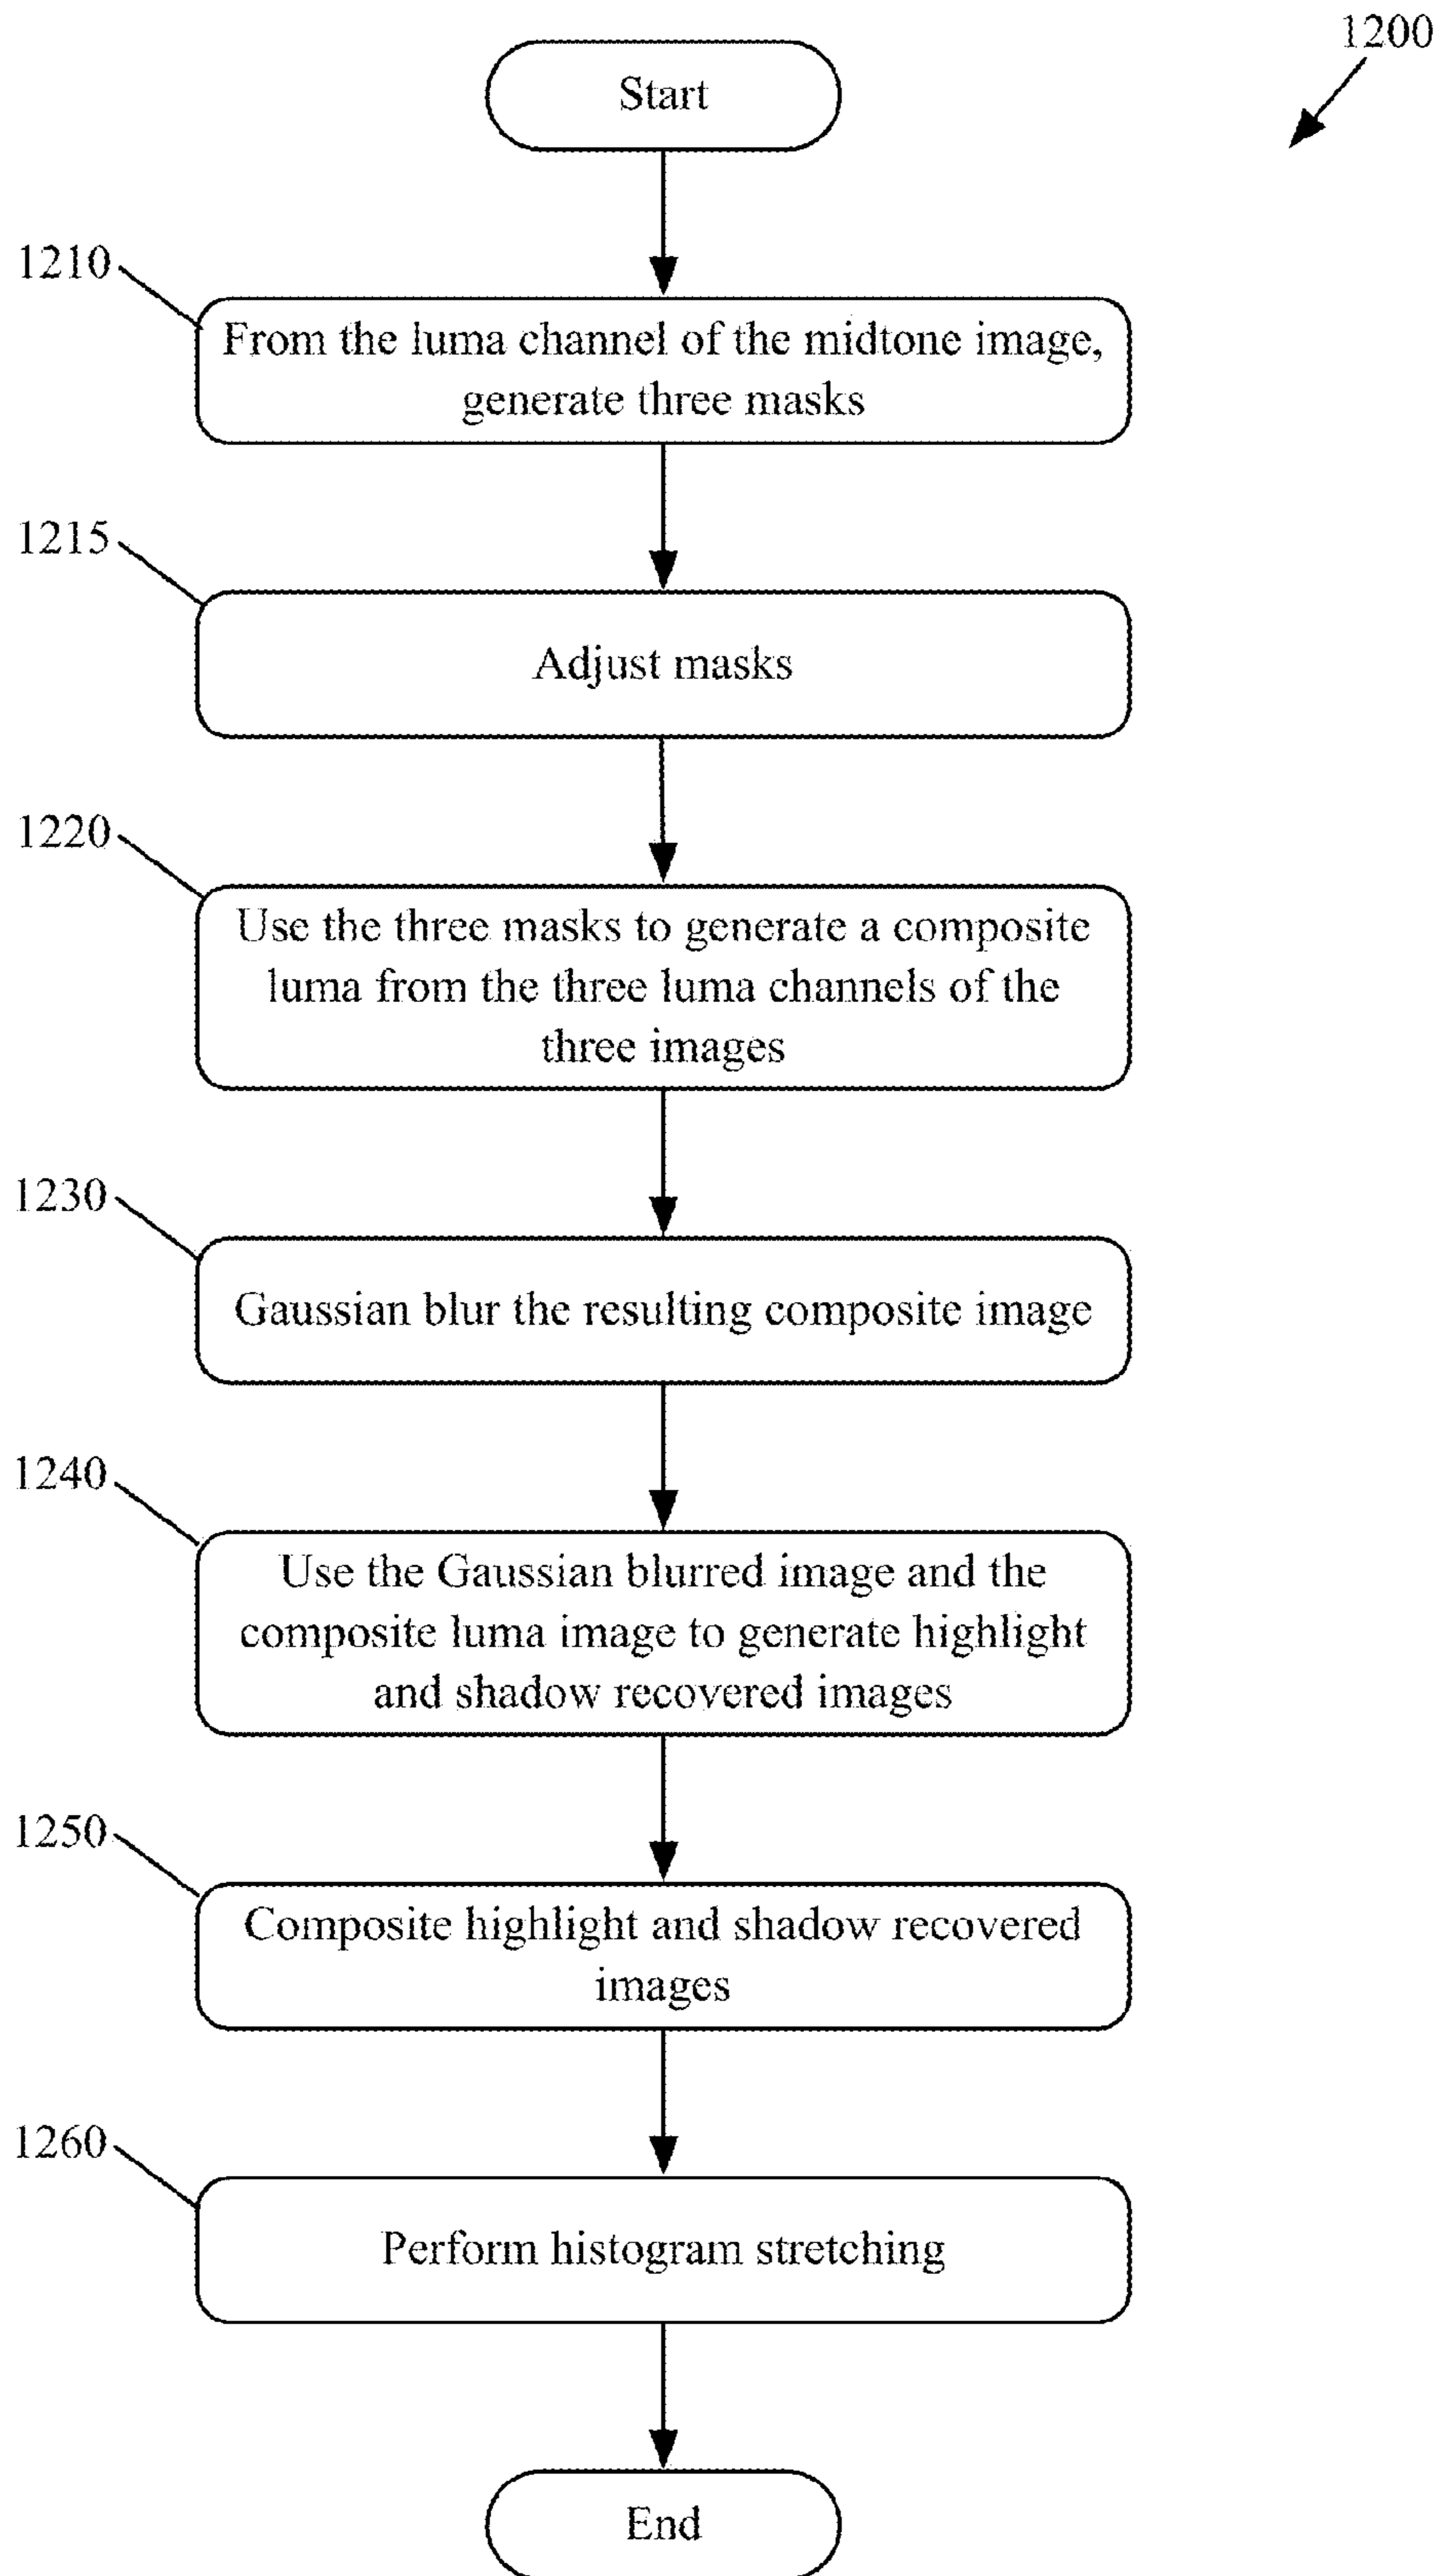 1200
Start
1210
From the luma channel of the midtone image,
generate three masks
1215
Adjust masks
1220
Use the three masks to generate a composite
luma from the three luma channels of the
three images
1230
Gaussian blur the resulting composite image
1240
Use the Gaussian blurred image and the
composite luma image to generate highlight
and shadow recovered images
1250
Composite highlight and shadow recovered
images
1260
Perform histogram stretching
End